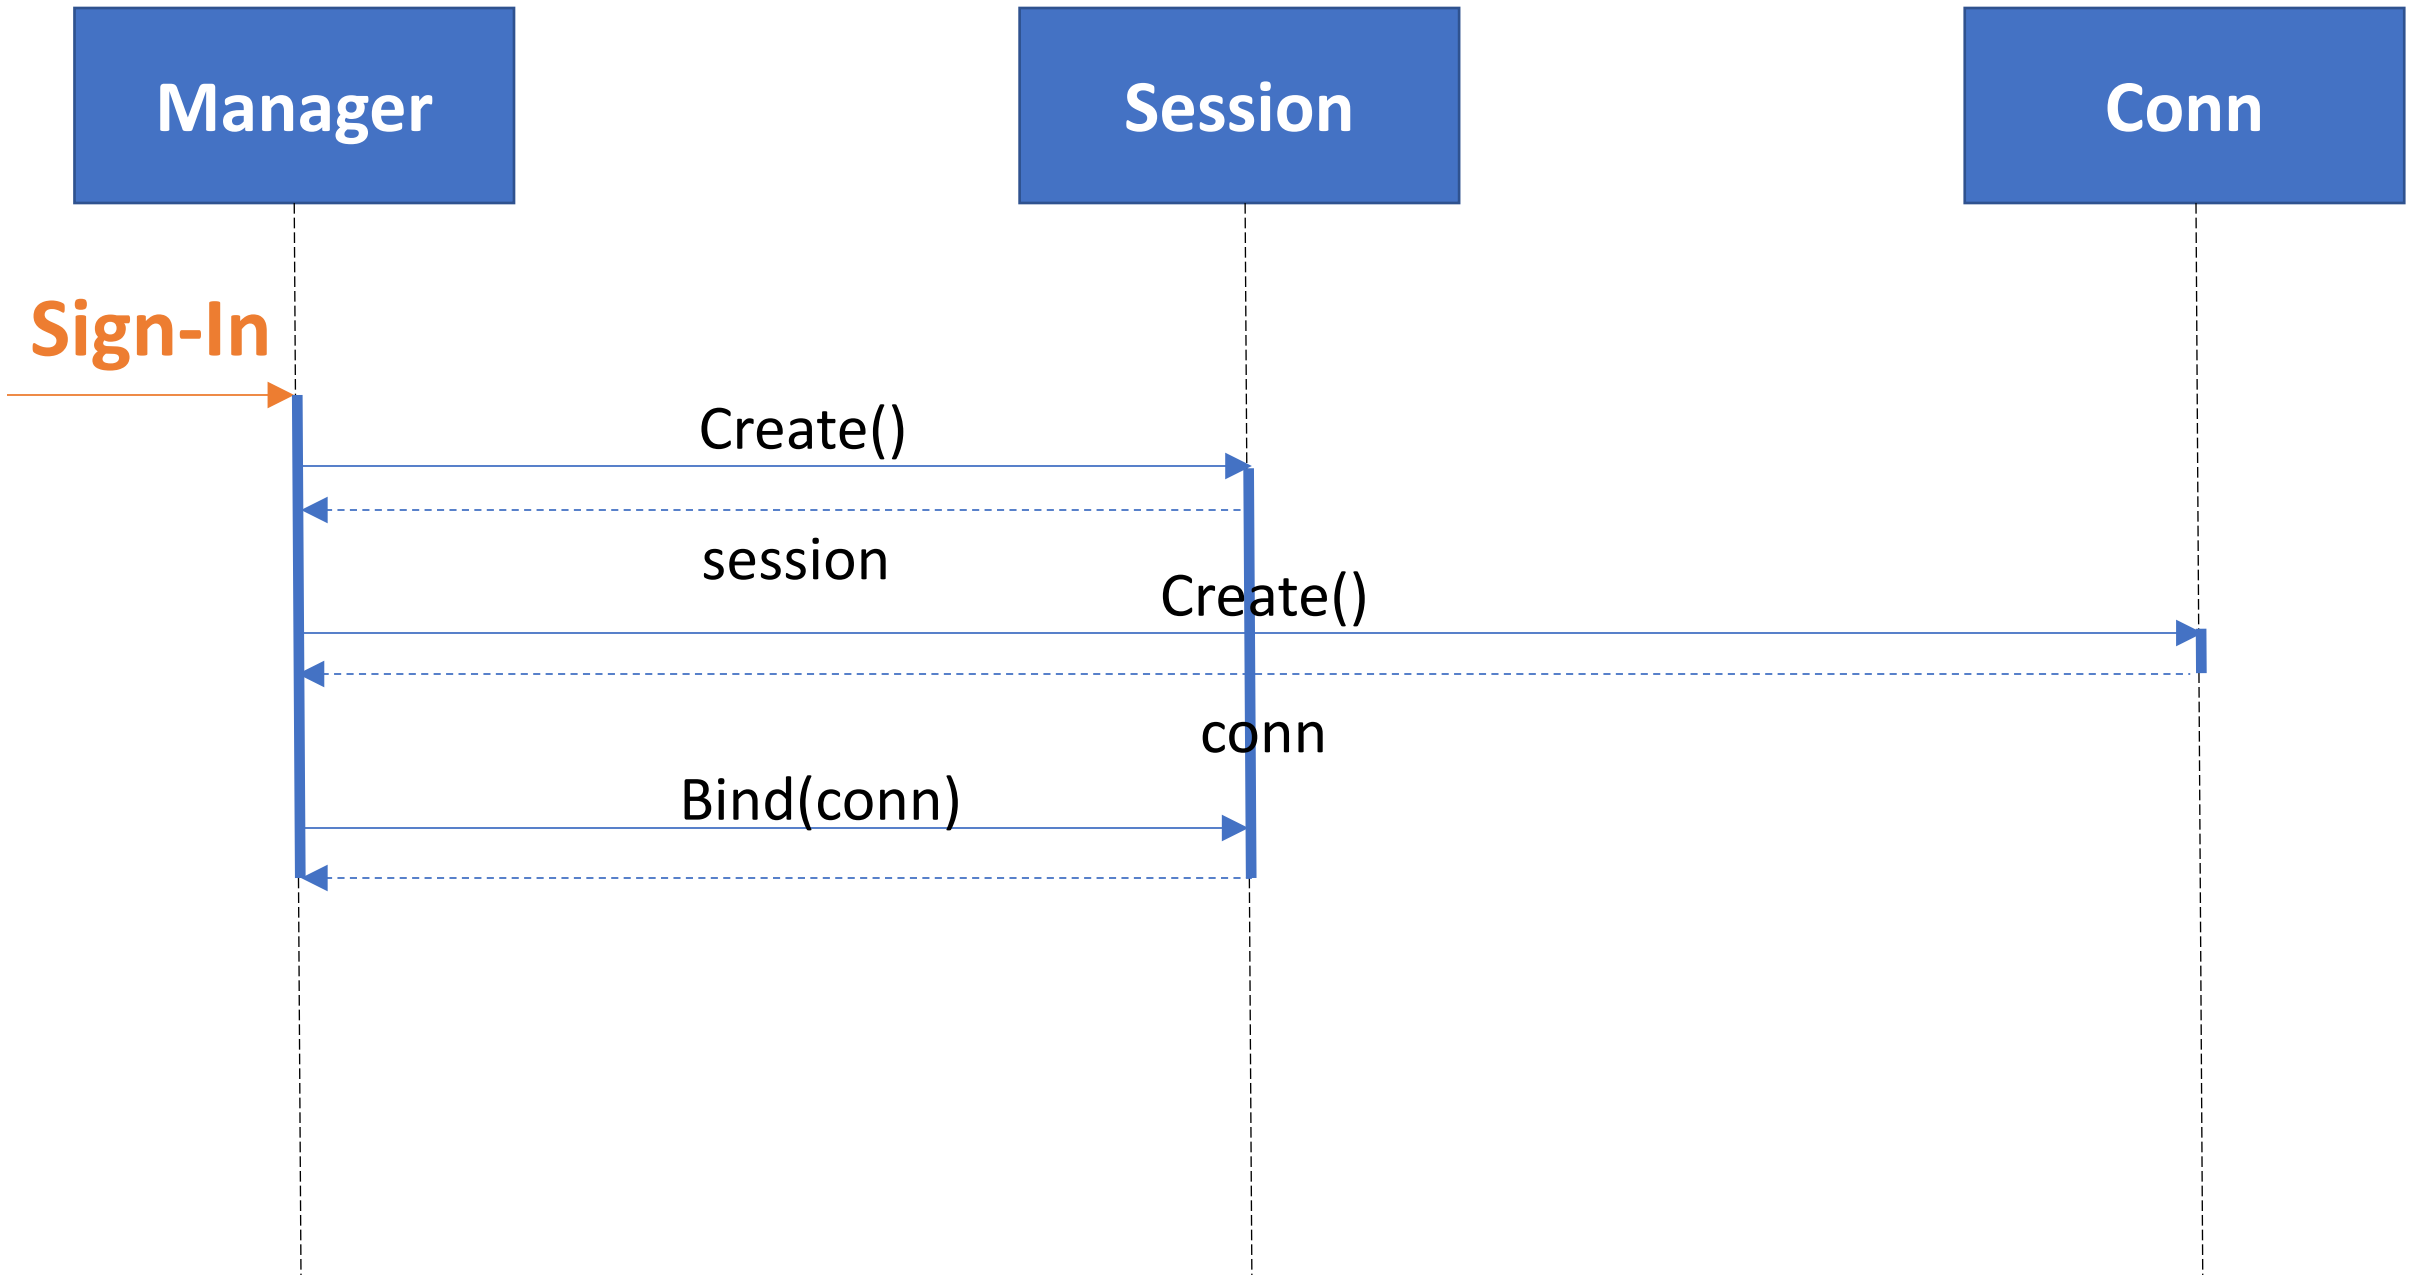 Manager
Session
Conn
Sign-In
Create()
session
Create()
conn
Bind(conn)